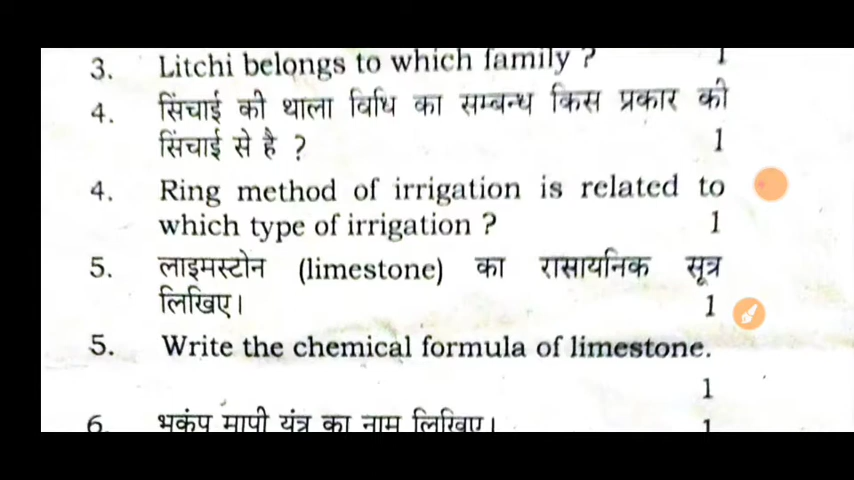 3. Litchi belongs to which family ? 1
4. सिंचाई की थाला विधि का सम्बन्ध किस प्रकार की
सिंचाई से है ? 1
4. Ring method of irrigation is related to
which type of irrigation ? 1
5. लाइमस्टोन (limestone) का रासायनिक सूत्र
लिखिए। 1
5. Write the chemical formula of limestone.
1
6. भूकंप मापी यंत्र का नाम लिखिए। 1